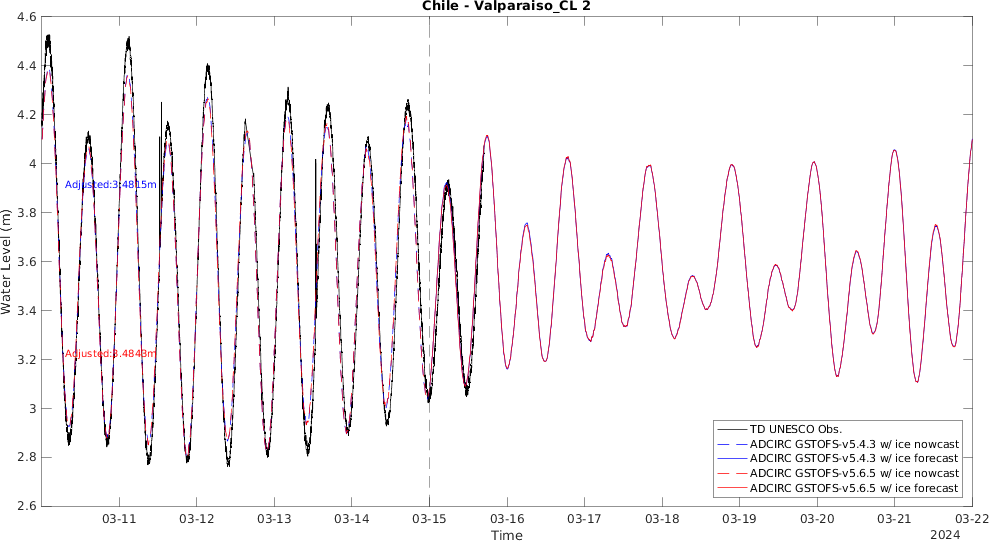 Chile - Valparaiso_CL 2
4.6
4.4
4.2
4
3.8
3.6
3.4
3.2
3
2.8
2.6
Water Level (m)
Adjusted:3.4815m
Adjusted:3.4843m
TD UNESCO Obs.
ADCIRC GSTOFS-v5.4.3 w/ ice nowcast
ADCIRC GSTOFS-v5.4.3 w/ ice forecast
ADCIRC GSTOFS-v5.6.5 w/ ice nowcast
ADCIRC GSTOFS-v5.6.5 w/ ice forecast
03-11 03-12 03-13 03-14 03-15 03-16 03-17 03-18 03-19 03-20 03-21 03-22
Time
2024